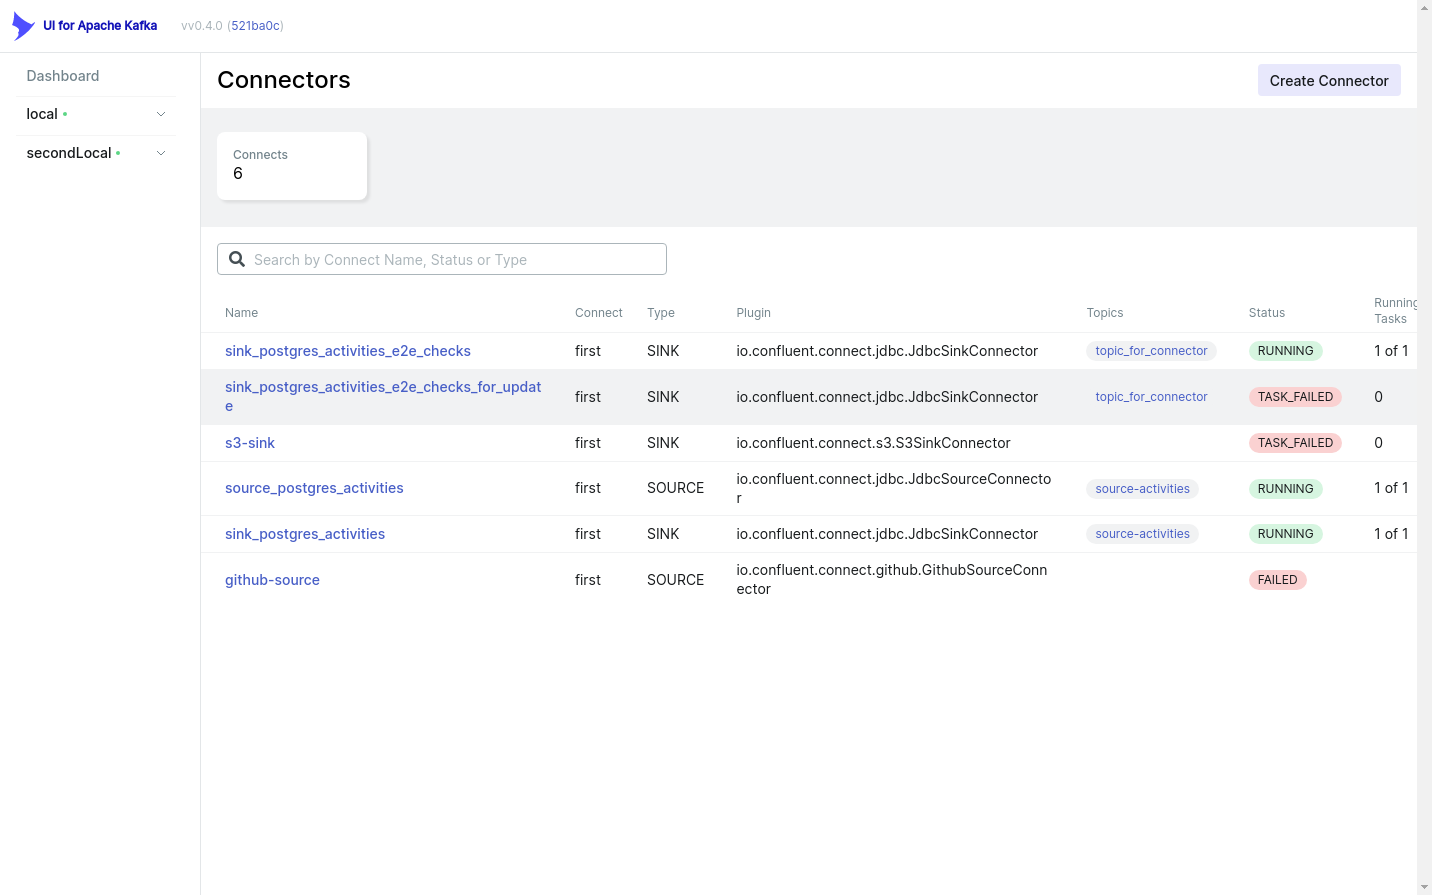 UI for Apache Kafka
vv0.4.0 (521ba0c)
Dashboard
local
secondLocal
Connectors
Create Connector
Connects
6
Search by Connect Name, Status or Type
Name Connect Type Plugin Topics Status Running
Tasks
sink_postgres_activities_e2e_checks first SINK io.confluent.connect.jdbc.JdbcSinkConnector topic_for_connector RUNNING 1 of 1
sink_postgres_activities_e2e_checks_for_updat
e
first SINK io.confluent.connect.jdbc.JdbcSinkConnector topic_for_connector TASK_FAILED 0
s3-sink first SINK io.confluent.connect.s3.S3SinkConnector TASK_FAILED 0
source_postgres_activities first SOURCE io.confluent.connect.jdbc.JdbcSourceConnecto
r
source-activities RUNNING 1 of 1
sink_postgres_activities first SINK io.confluent.connect.jdbc.JdbcSinkConnector source-activities RUNNING 1 of 1
github-source first SOURCE io.confluent.connect.github.GithubSourceConn
ector
FAILED